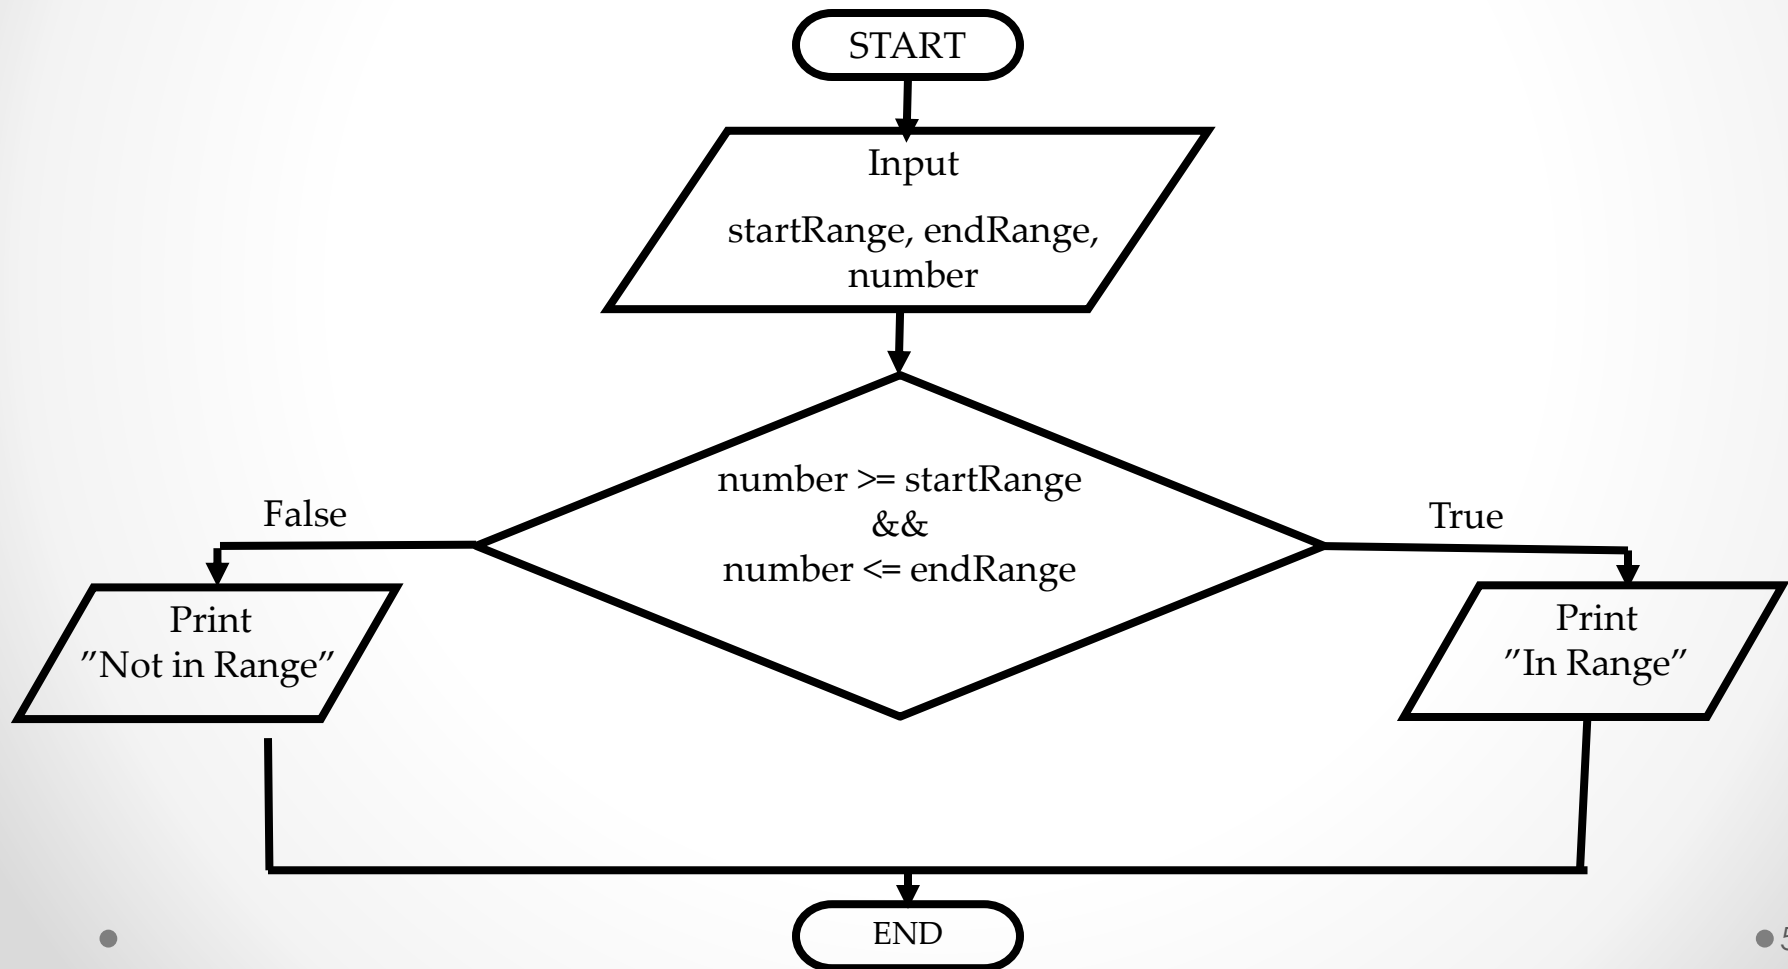 START
Input
startRange, endRange,
number
number >= startRange
&&
number <= endRange
False
True
Print
”Not in Range”
Print
”In Range”
END
5